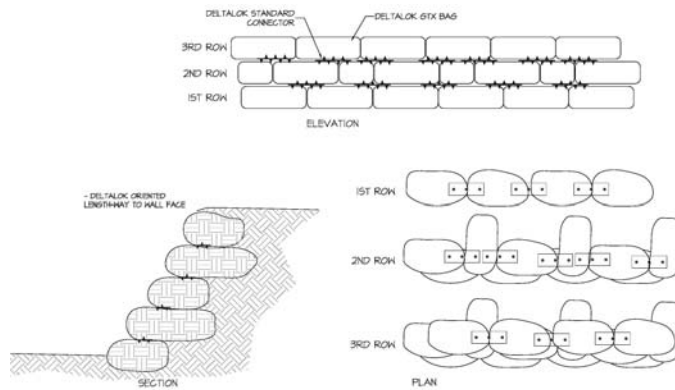 DELTALOK STANDARD
CONNECTOR
DELTALOK GTX BAG
3RD ROW
2ND ROW
1ST ROW
ELEVATION
- DELTALOK ORIENTED
LENGTH-WAY TO WALL FACE
SECTION
1ST ROW
2ND ROW
3RD ROW
PLAN